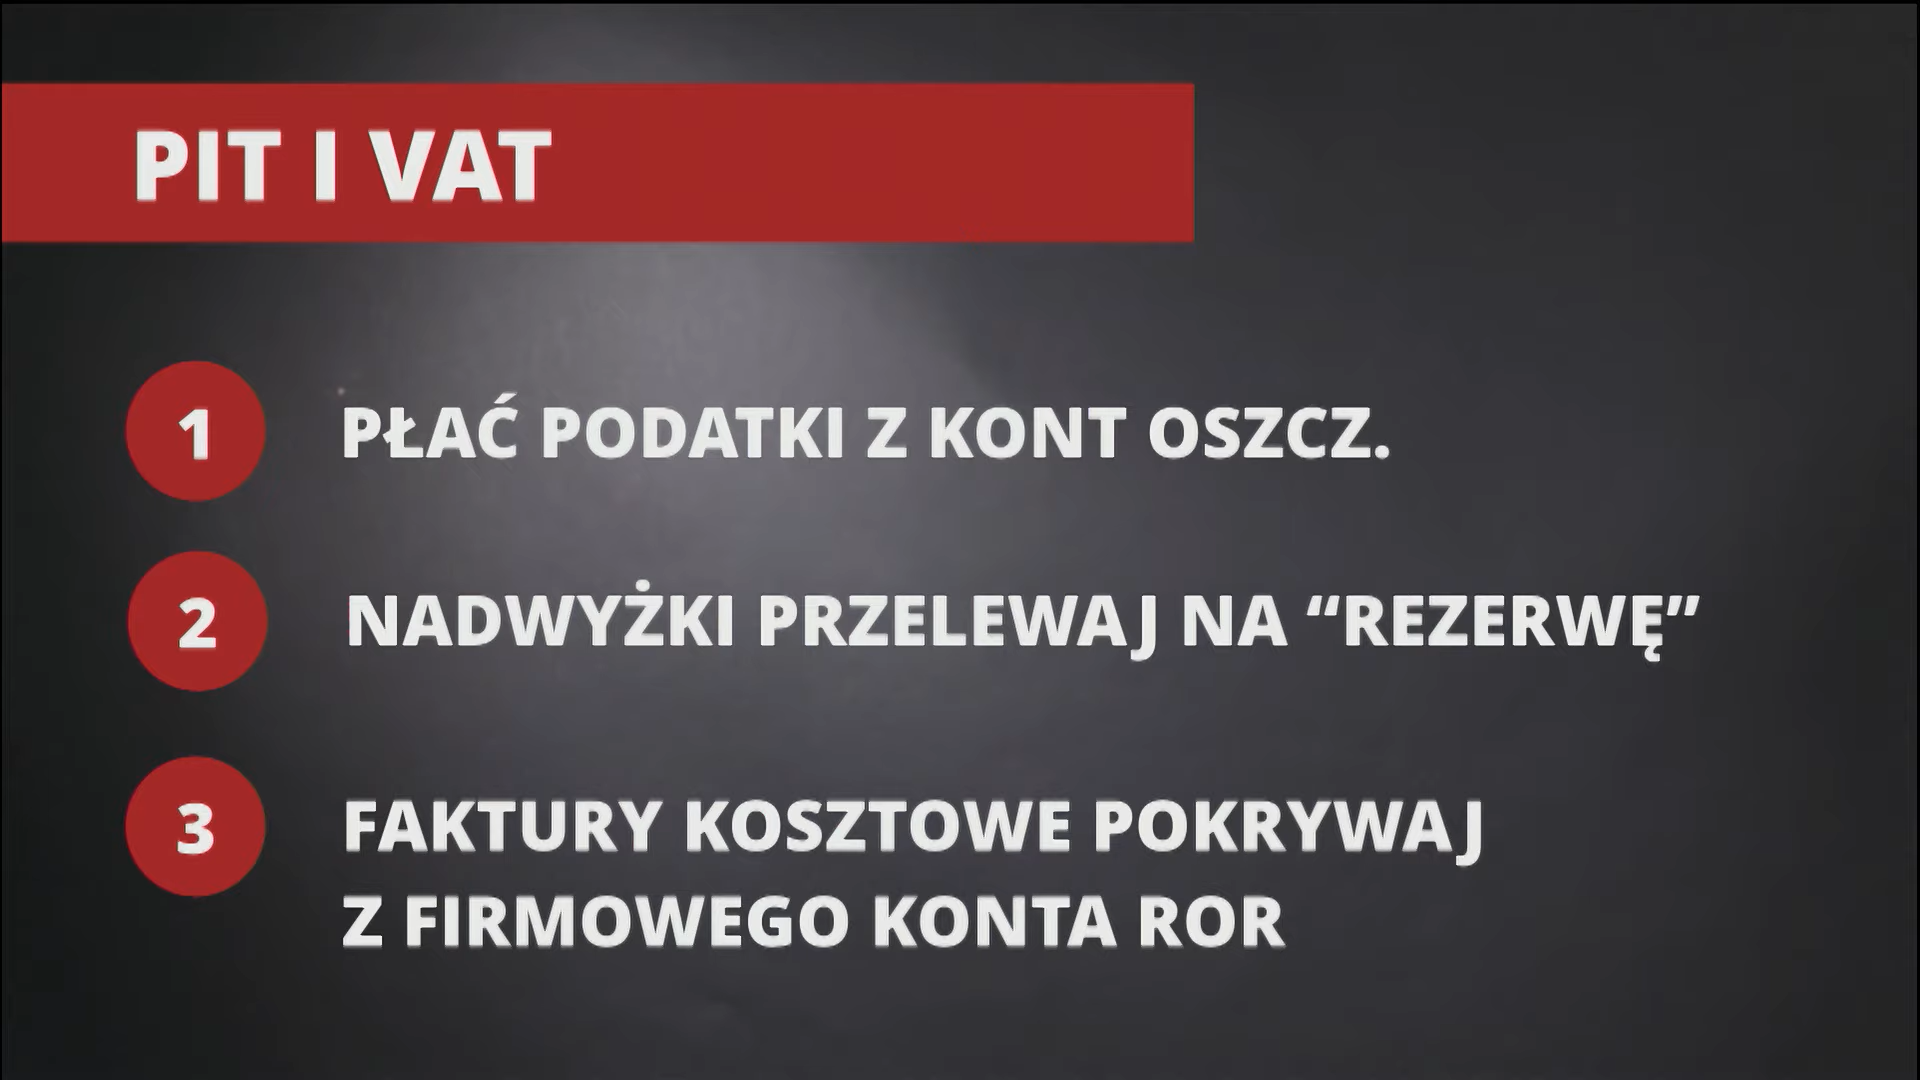 PIT I VAT
1 PŁAĆ PODATKI Z KONT OSZCZ.
2 NADWYŻKI PRZELEWAJ NA “REZERWĘ”
3 FAKTURY KOSZTOWE POKRYWAJ
Z FIRMOWEGO KONTA ROR